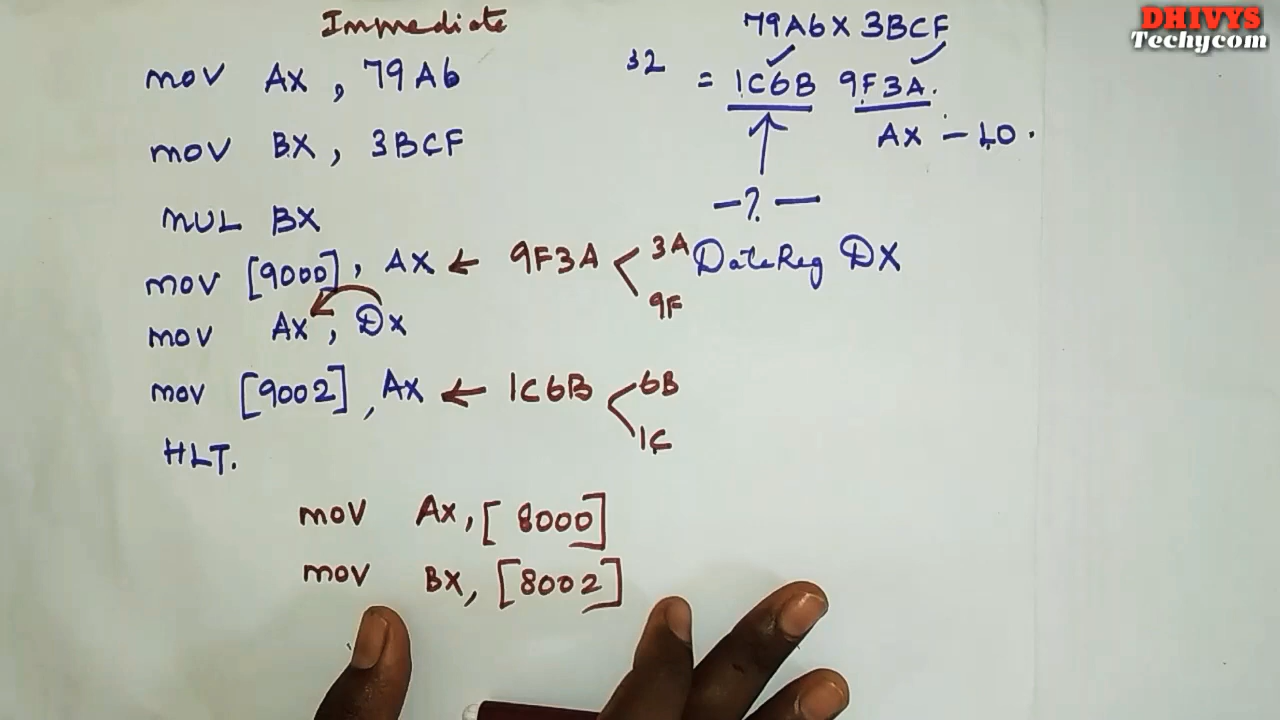 Immediate
mov AX, 79A6
mov BX, 3BCF
MUL BX
mov [9000], AX ← 9F3A < 3A
9F
mov AX, DX
mov [9002], AX ← 1C6B < 6B
1C
HLT.
mov AX, [8000]
mov BX, [8002]
79A6 X 3BCF
32 = 1C6B 9F3A.
AX - LO.
-?-
DataReg DX
DHIVYS
Techycom